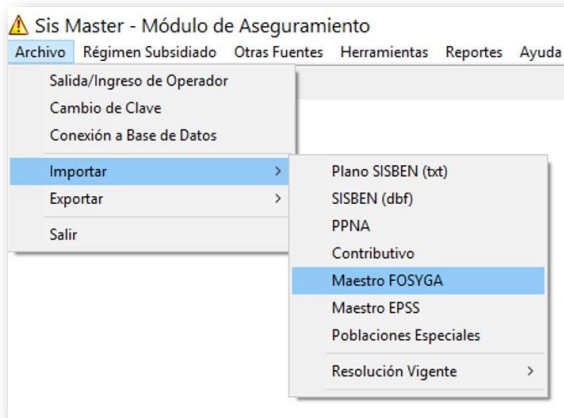 Sis Master - Módulo de Aseguramiento
Archivo Régimen Subsidiado Otras Fuentes Herramientas Reportes Ayuda
Salida/Ingreso de Operador
Cambio de Clave
Conexión a Base de Datos
Importar
Exportar
Salir
Plano SISBEN (txt)
SISBEN (dbf)
PPNA
Contributivo
Maestro FOSYGA
Maestro EPSS
Poblaciones Especiales
Resolución Vigente